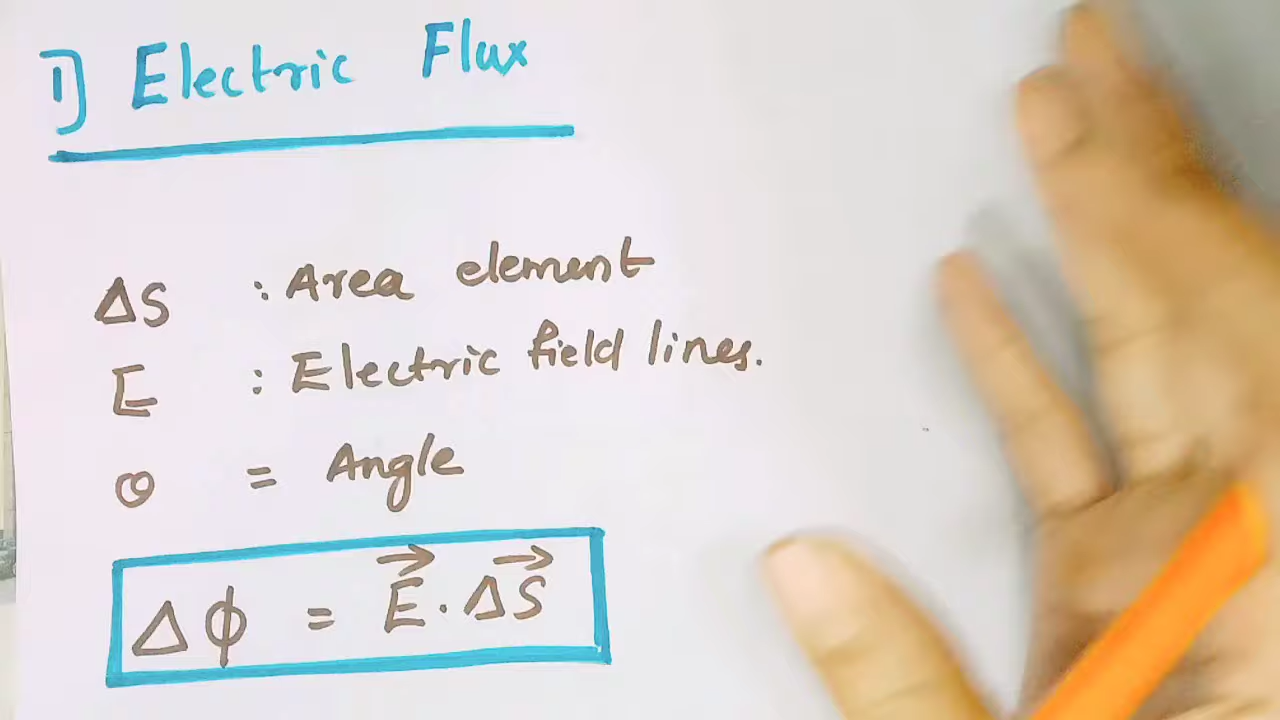 1) Electric Flux
ΔS : Area element
E : Electric field lines.
θ = Angle
Δϕ = E⃗ . ΔS⃗